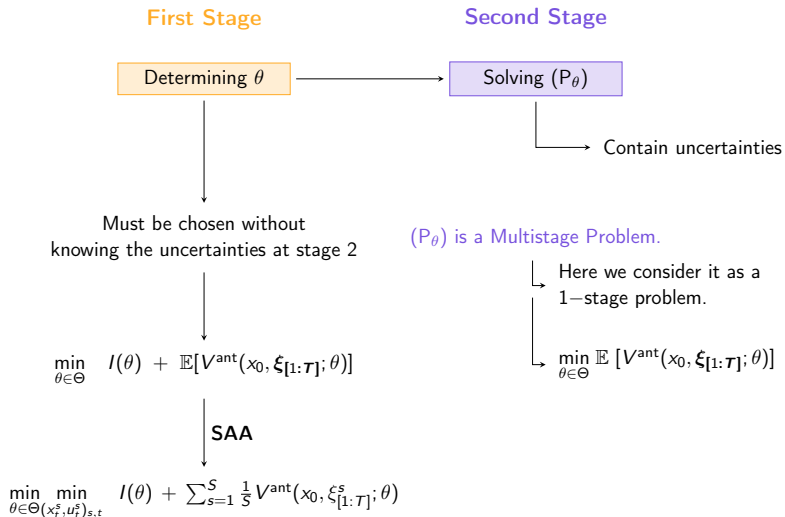 First Stage
Second Stage
Determining θ
Solving (P_θ)
Contain uncertainties
Must be chosen without
knowing the uncertainties at stage 2
(P_θ) is a Multistage Problem.
Here we consider it as a
1−stage problem.
min_{θ∈Θ} I(θ) + 𝔼[V^{ant}(x_0, ξ_{[1:T]}; θ)]
min_{θ∈Θ} 𝔼 [V^{ant}(x_0, ξ_{[1:T]}; θ)]
SAA
min_{θ∈Θ} min_{(x_t^s,u_t^s)_{s,t}} I(θ) + ∑_{s=1}^{S} \frac{1}{S} V^{ant}(x_0, ξ^s_{[1:T]}; θ)